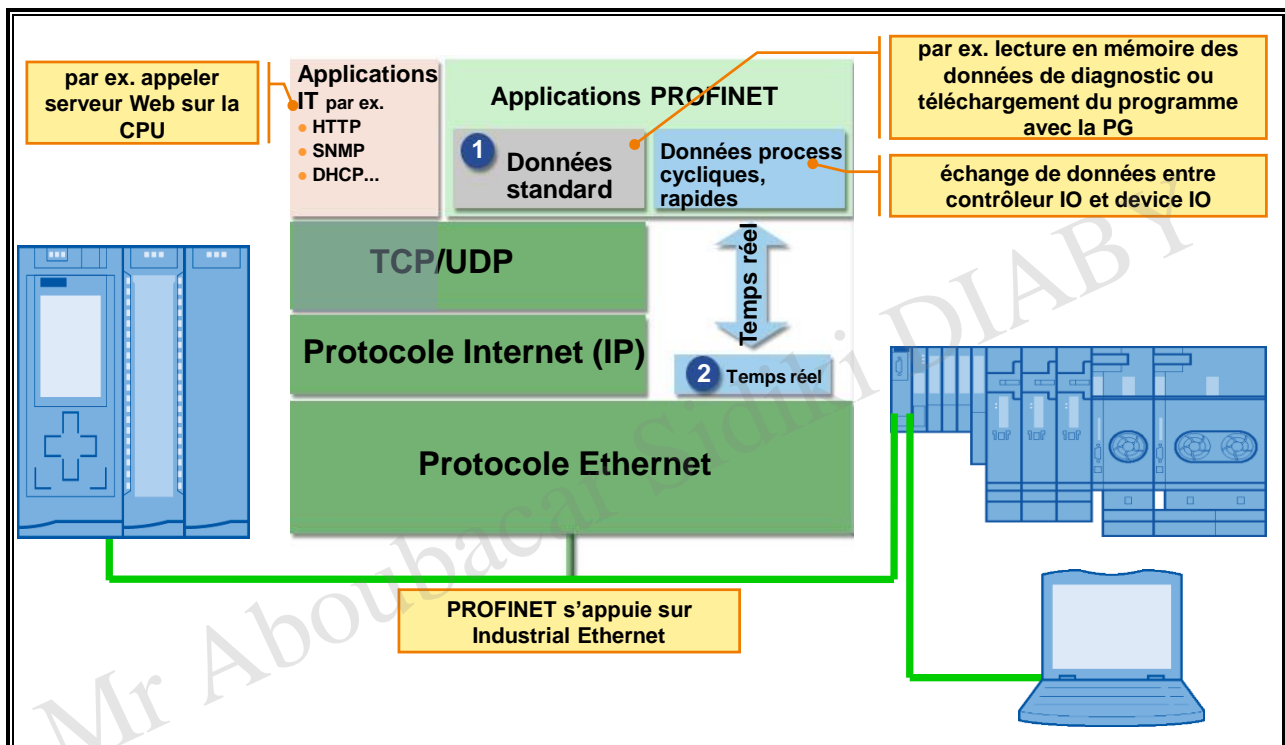 par ex. appeler
serveur Web sur la
CPU
Applications
IT par ex.
HTTP
SNMP
DHCP...
Applications PROFINET
1
Données
standard
Données process
cycliques,
rapides
par ex. lecture en mémoire des
données de diagnostic ou
téléchargement du programme
avec la PG
échange de données entre
contrôleur IO et device IO
TCP/UDP
Temps réel
Protocole Internet (IP)
2
Temps réel
Protocole Ethernet
PROFINET s’appuie sur
Industrial Ethernet
Mr Aboubacar Sidiki DIABY